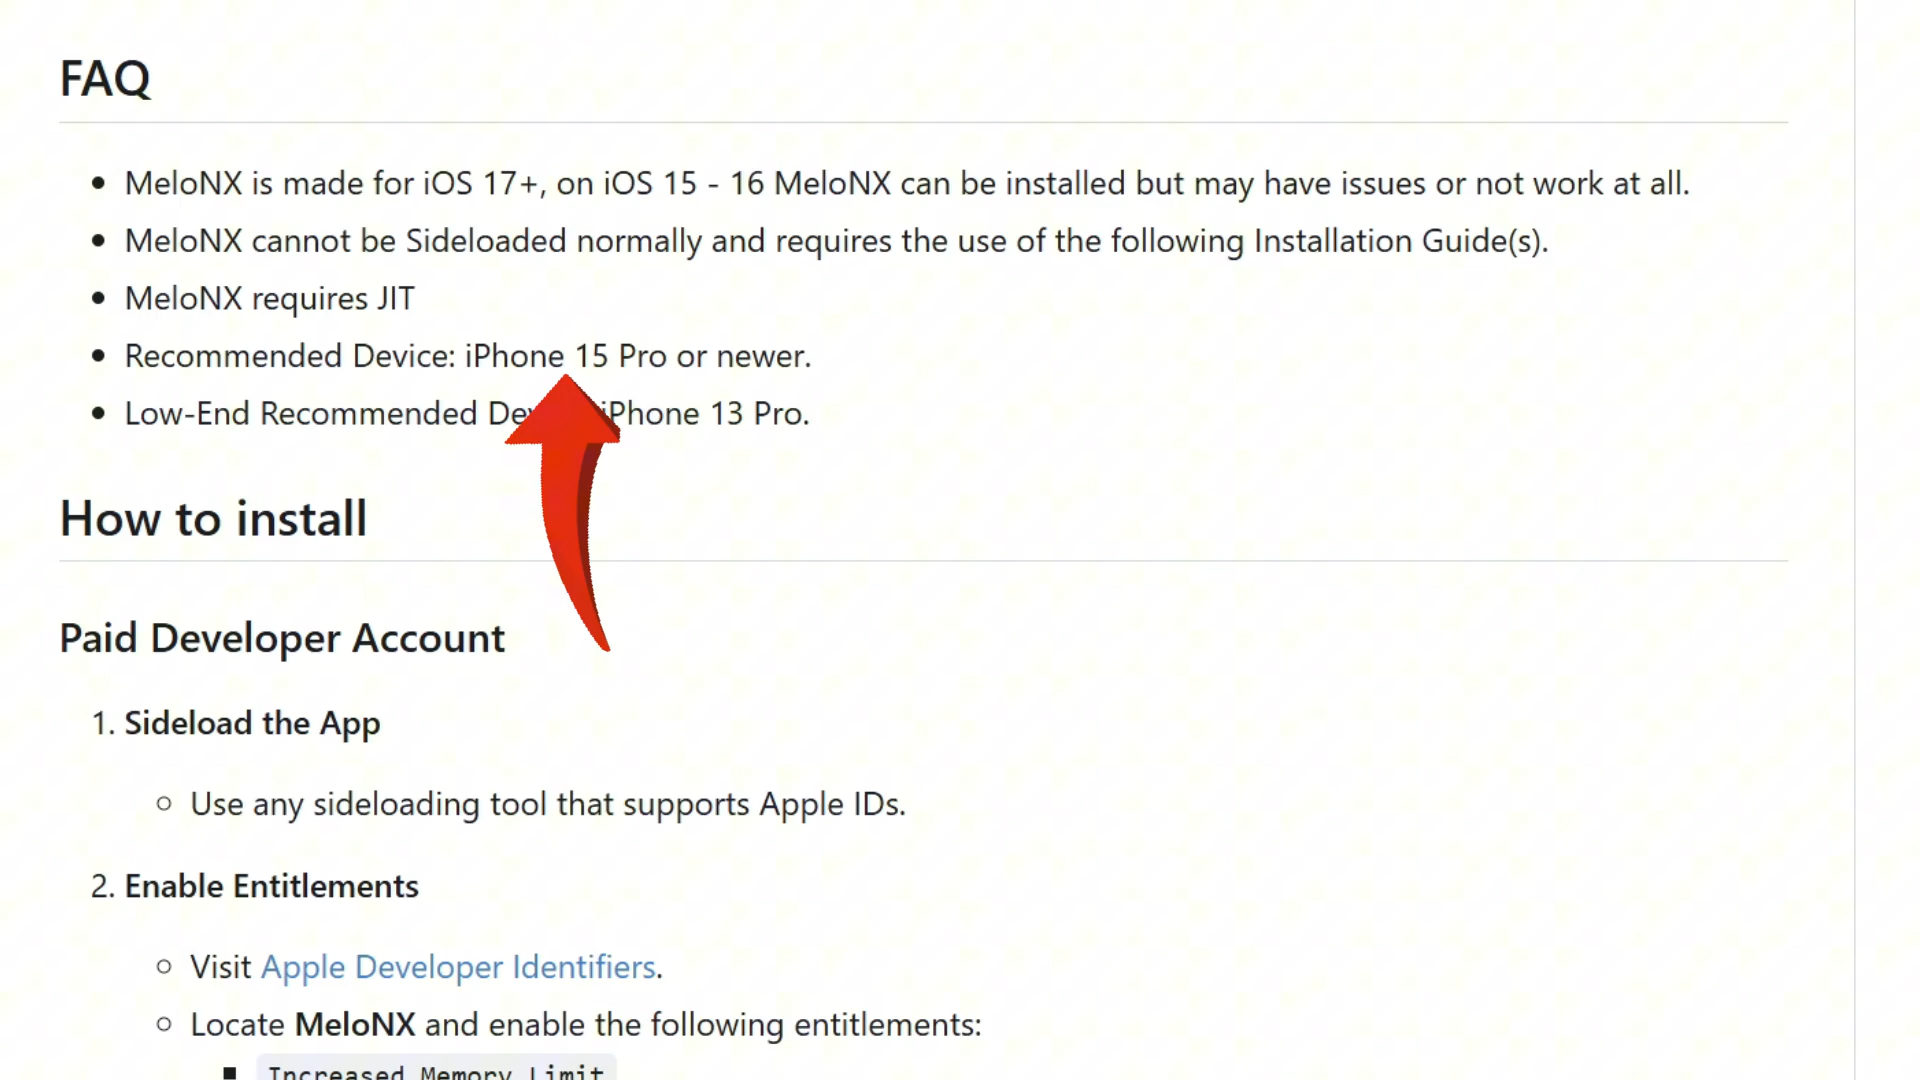 FAQ
MeloNX is made for iOS 17+, on iOS 15 - 16 MeloNX can be installed but may have issues or not work at all.
MeloNX cannot be Sideloaded normally and requires the use of the following Installation Guide(s).
MeloNX requires JIT
Recommended Device: iPhone 15 Pro or newer.
Low-End Recommended iPhone 13 Pro.
How to install
Paid Developer Account
1. Sideload the App
Use any sideloading tool that supports Apple IDs.
2. Enable Entitlements
Visit Apple Developer Identifiers.
Locate MeloNX and enable the following entitlements:
Increased Memory Limit